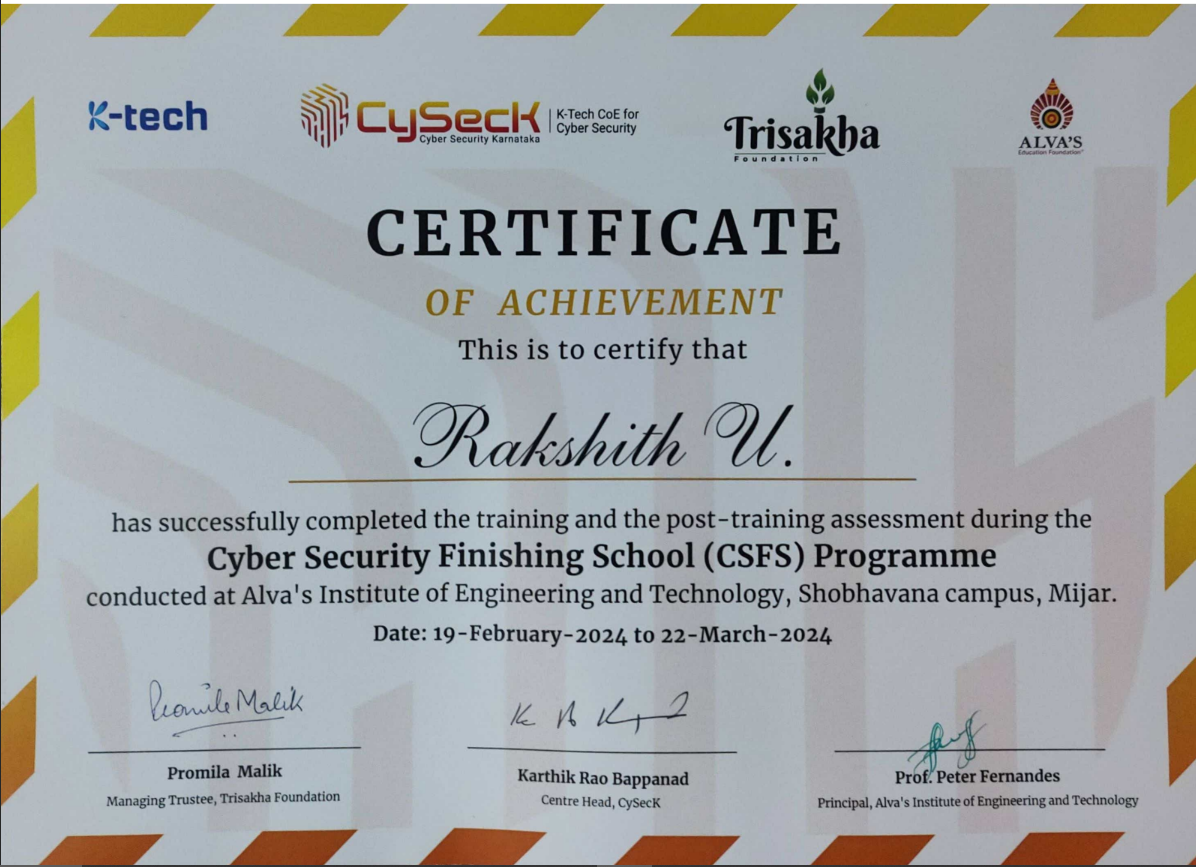 K-tech
CySecK
Cyber Security Karnataka
K-Tech CoE for
Cyber Security
Trisakha
Foundation
ALVA'S
Education Foundation
CERTIFICATE
OF ACHIEVEMENT
This is to certify that
Rakshith U.
has successfully completed the training and the post-training assessment during the
Cyber Security Finishing School (CSFS) Programme
conducted at Alva's Institute of Engineering and Technology, Shobhavana campus, Mijar.
Date: 19-February-2024 to 22-March-2024
Promila Malik
Promila Malik
Managing Trustee, Trisakha Foundation
Karthik Rao Bappanad
Centre Head, CySecK
Prof. Peter Fernandes
Principal, Alva's Institute of Engineering and Technology